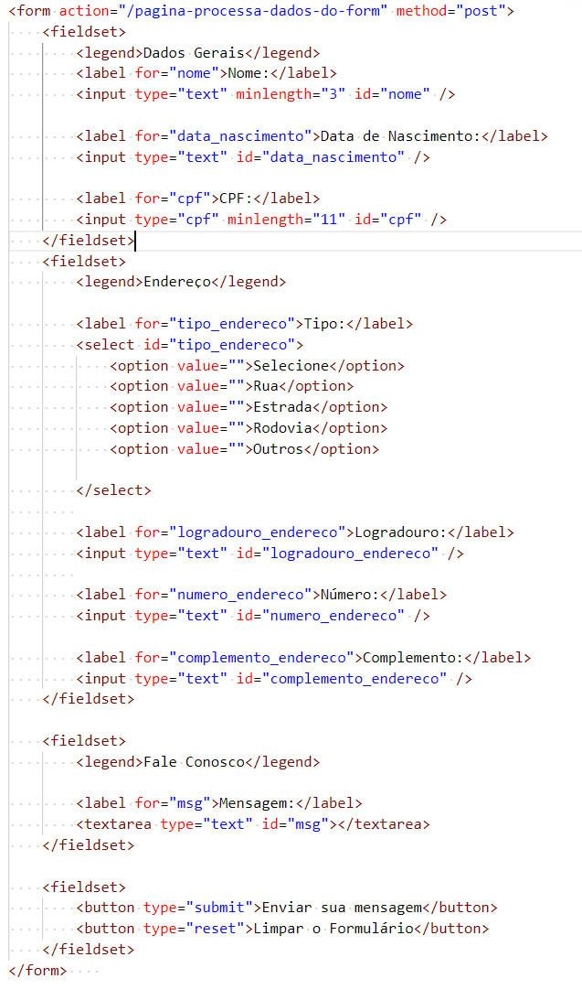 <form action="/pagina-processa-dados-do-form" method="post">
    <fieldset>
        <legend>Dados Gerais</legend>
        <label for="nome">Nome:</label>
        <input type="text" minlength="3" id="nome" />

        <label for="data_nascimento">Data de Nascimento:</label>
        <input type="text" id="data_nascimento" />

        <label for="cpf">CPF:</label>
        <input type="cpf" minlength="11" id="cpf" />
    </fieldset>
    <fieldset>
        <legend>Endereço</legend>

        <label for="tipo_endereco">Tipo:</label>
        <select id="tipo_endereco">
            <option value="">Selecione</option>
            <option value="">Rua</option>
            <option value="">Estrada</option>
            <option value="">Rodovia</option>
            <option value="">Outros</option>

        </select>

        <label for="logradouro_endereco">Logradouro:</label>
        <input type="text" id="logradouro_endereco" />

        <label for="numero_endereco">Número:</label>
        <input type="text" id="numero_endereco" />

        <label for="complemento_endereco">Complemento:</label>
        <input type="text" id="complemento_endereco" />
    </fieldset>

    <fieldset>
        <legend>Fale Conosco</legend>

        <label for="msg">Mensagem:</label>
        <textarea type="text" id="msg"></textarea>
    </fieldset>

    <fieldset>
        <button type="submit">Enviar sua mensagem</button>
        <button type="reset">Limpar o Formulário</button>
    </fieldset>
</form>